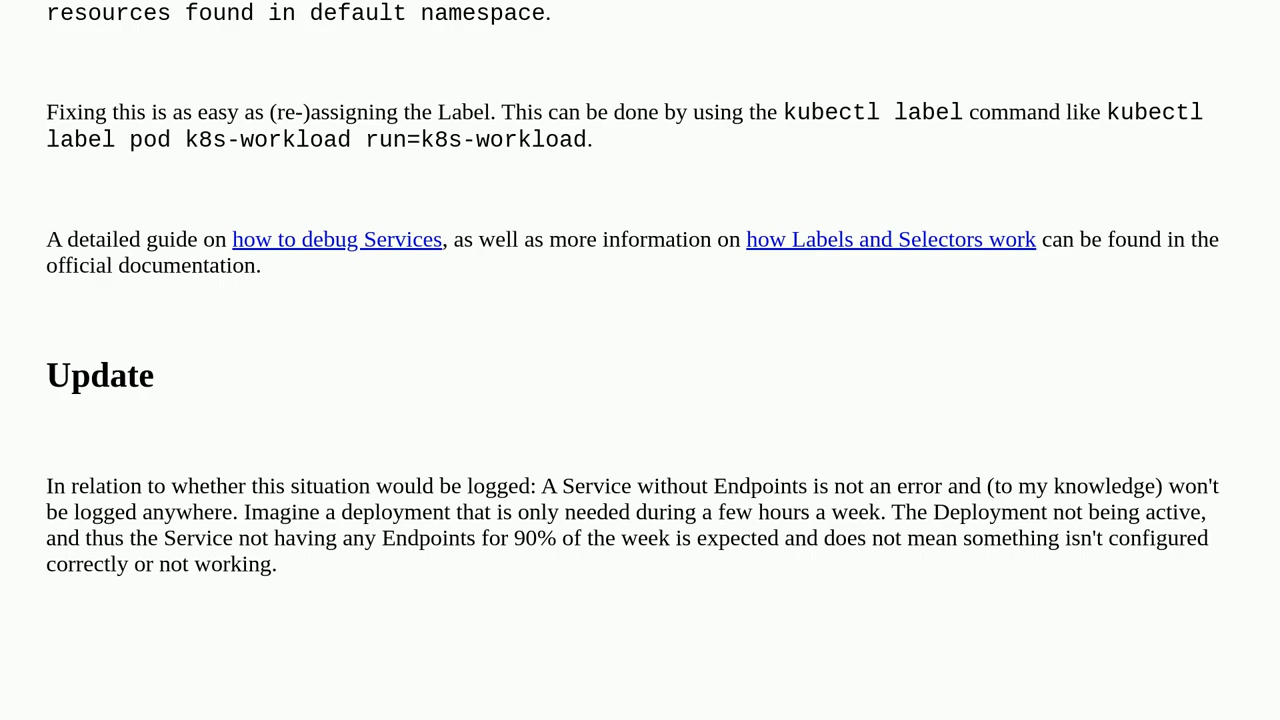 resources found in default namespace.
Fixing this is as easy as (re-)assigning the Label. This can be done by using the kubectl label command like kubectl
label pod k8s-workload run=k8s-workload.
A detailed guide on how to debug Services, as well as more information on how Labels and Selectors work can be found in the
official documentation.
Update
In relation to whether this situation would be logged: A Service without Endpoints is not an error and (to my knowledge) won't
be logged anywhere. Imagine a deployment that is only needed during a few hours a week. The Deployment not being active,
and thus the Service not having any Endpoints for 90% of the week is expected and does not mean something isn't configured
correctly or not working.